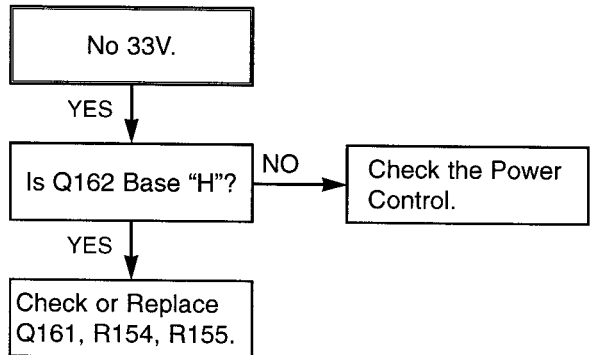 No 33V.
YES
Is Q162 Base “H”?
NO
Check the Power
Control.
YES
Check or Replace
Q161, R154, R155.